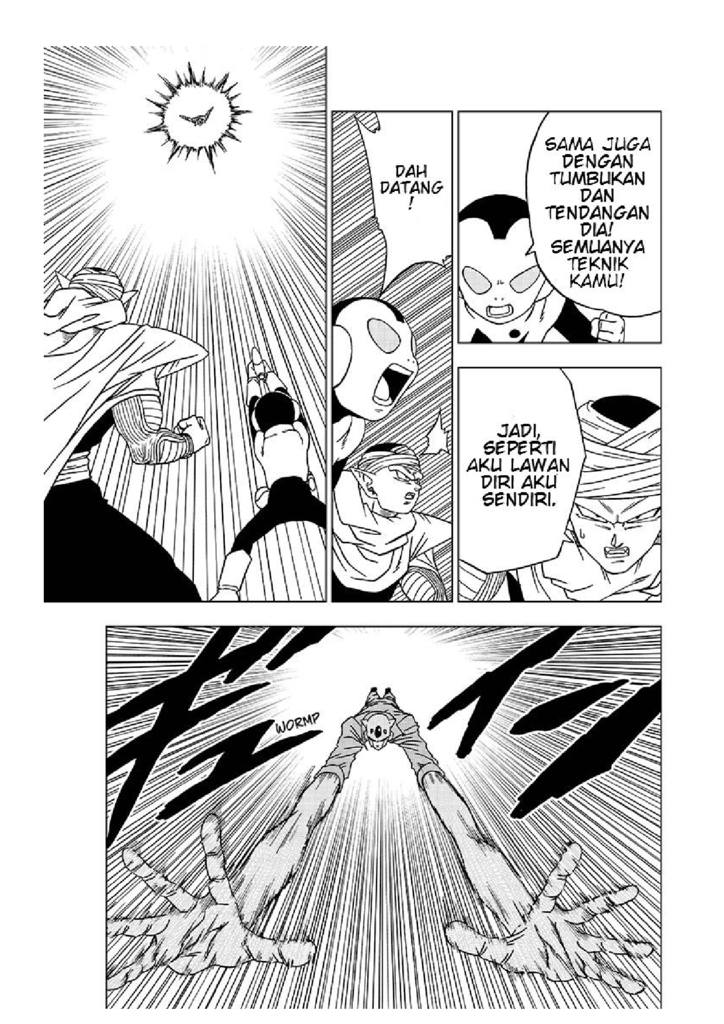 SAMA JUGA
DENGAN
TUMBUKAN
DAN
TENDANGAN
DIA!
SEMUANYA
TEKNIK
KAMU!
JADI,
SEPERTI
AKU LAWAN
DIRI AKU
SENDIRI.
DAH
DATANG
!
WORMP